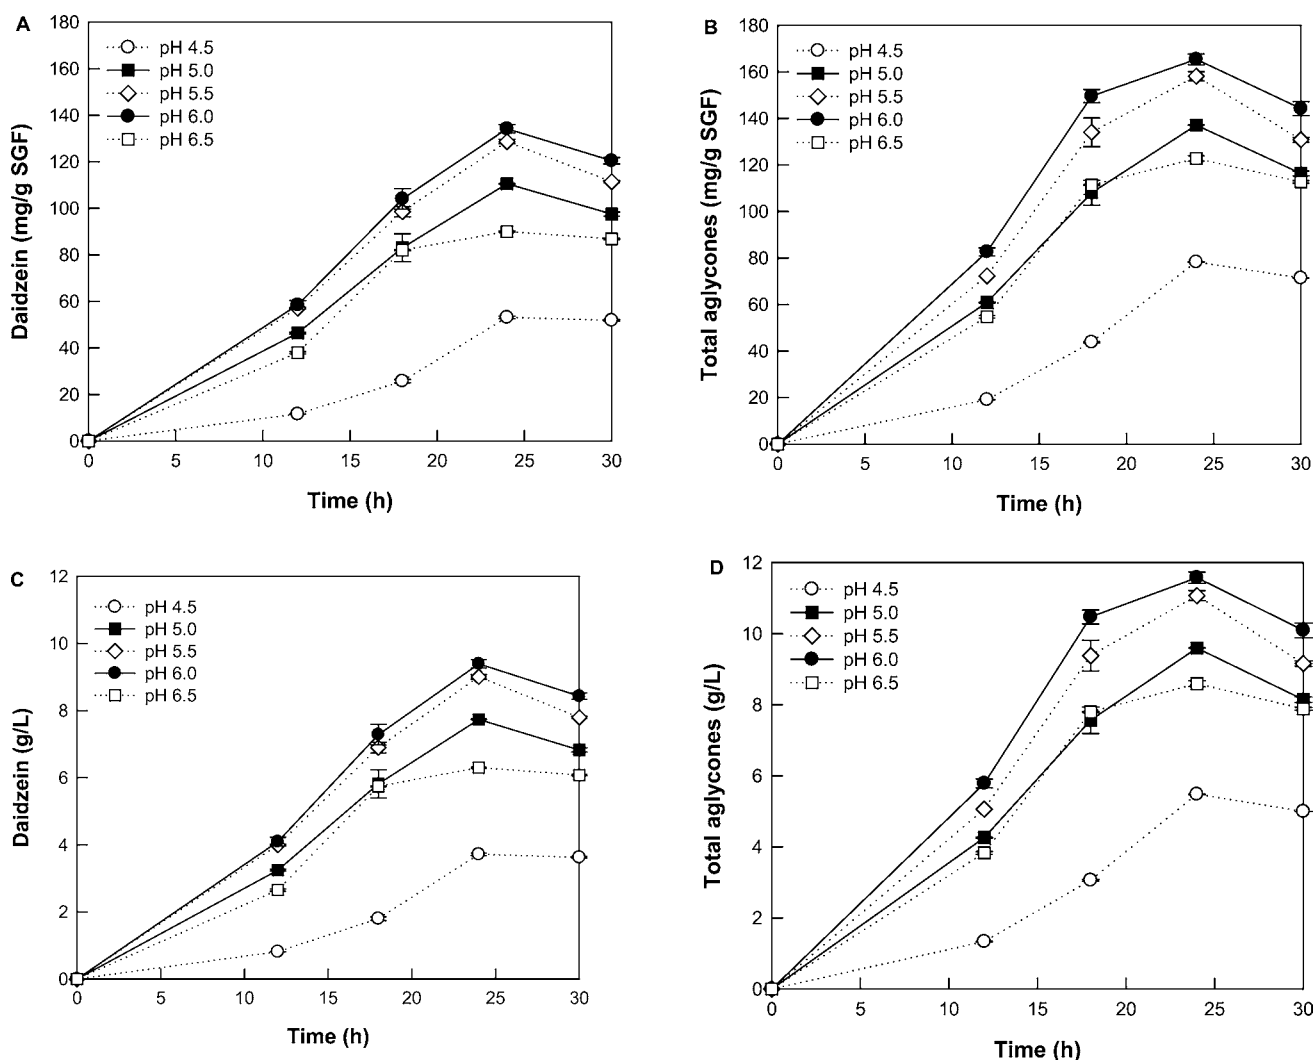 A
Daidzein (mg/g SGF)
180
160
140
120
100
80
60
40
20
0
pH 4.5
pH 5.0
pH 5.5
pH 6.0
pH 6.5
0 5 10 15 20 25 30
Time (h)
B
Total aglycones (mg/g SGF)
180
160
140
120
100
80
60
40
20
0
pH 4.5
pH 5.0
pH 5.5
pH 6.0
pH 6.5
0 5 10 15 20 25 30
Time (h)
C
Daidzein (g/L)
12
10
8
6
4
2
0
pH 4.5
pH 5.0
pH 5.5
pH 6.0
pH 6.5
0 5 10 15 20 25 30
Time (h)
D
Total aglycones (g/L)
12
10
8
6
4
2
0
pH 4.5
pH 5.0
pH 5.5
pH 6.0
pH 6.5
0 5 10 15 20 25 30
Time (h)